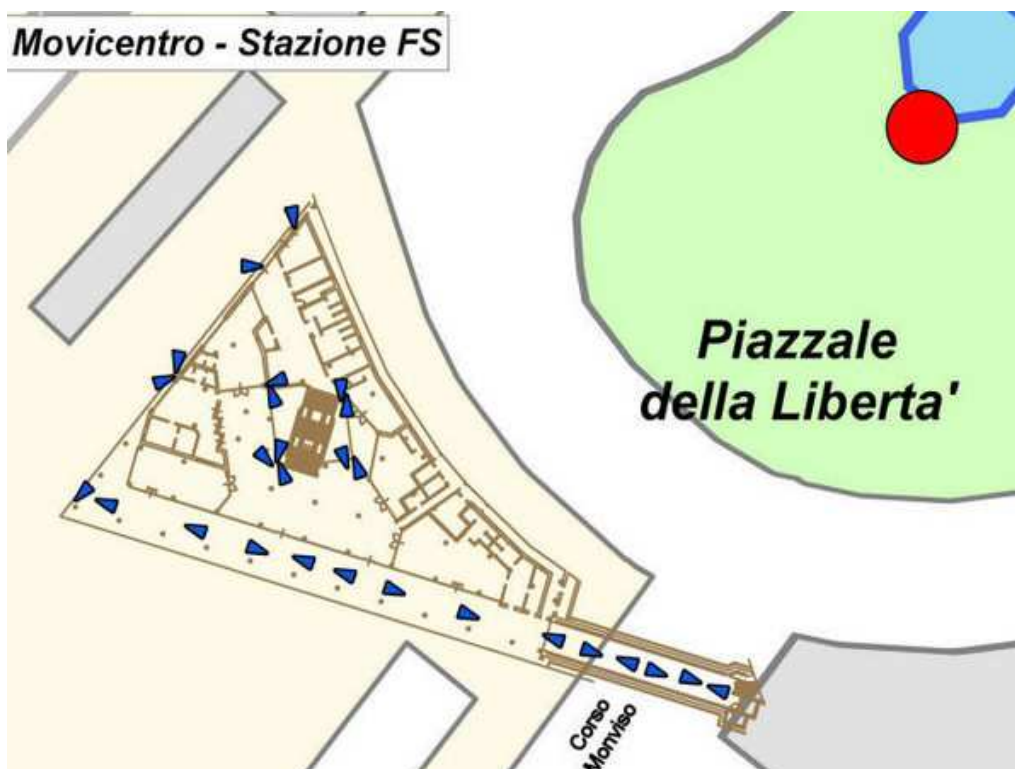 Movicentro - Stazione FS
Piazzale
della Liberta'
Corso
Monviso